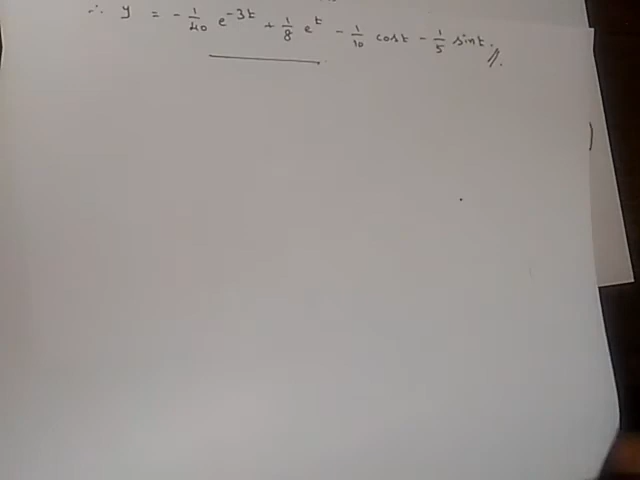 ∴ y = - 1/40 e^{-3t} + 1/8 e^{t} - 1/10 cost - 1/5 sint.//.